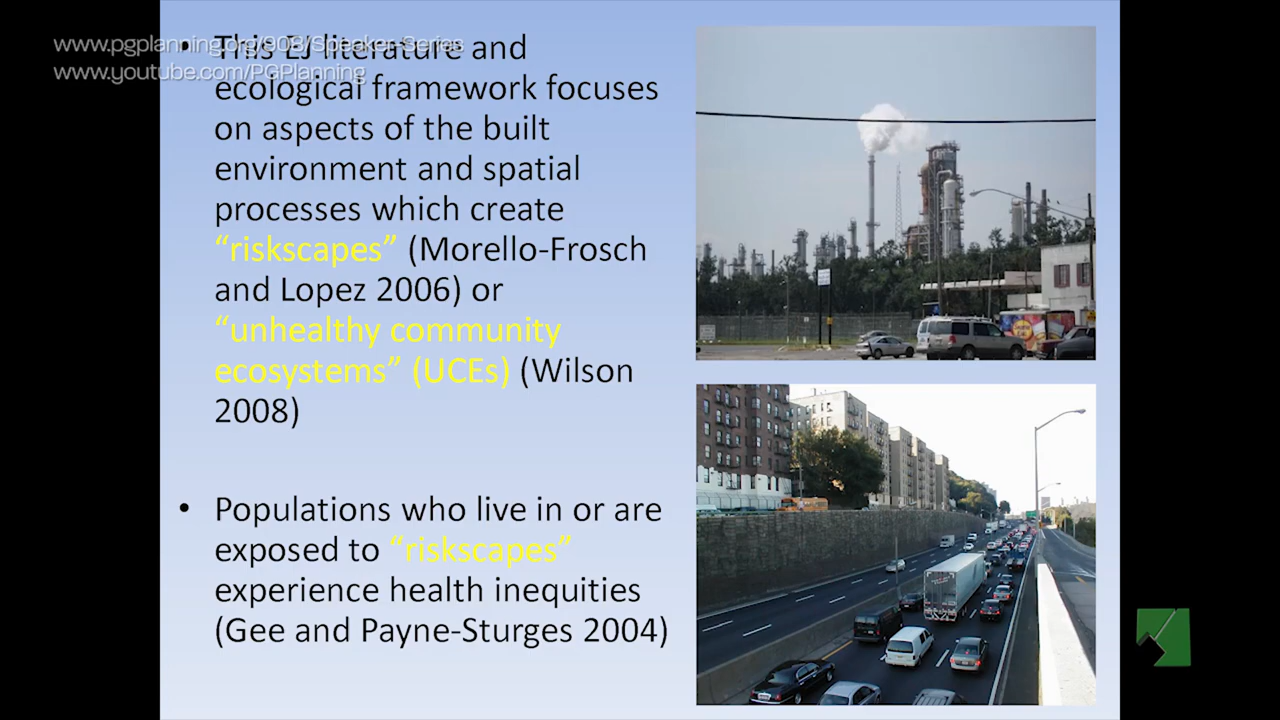 www.pgplanning.org/908/Speaker-Series
www.youtube.com/PGPlanning
• This EJ literature and
ecological framework focuses
on aspects of the built
environment and spatial
processes which create
“riskscapes” (Morello-Frosch
and Lopez 2006) or
“unhealthy community
ecosystems” (UCEs) (Wilson
2008)
• Populations who live in or are
exposed to “riskscapes”
experience health inequities
(Gee and Payne-Sturges 2004)